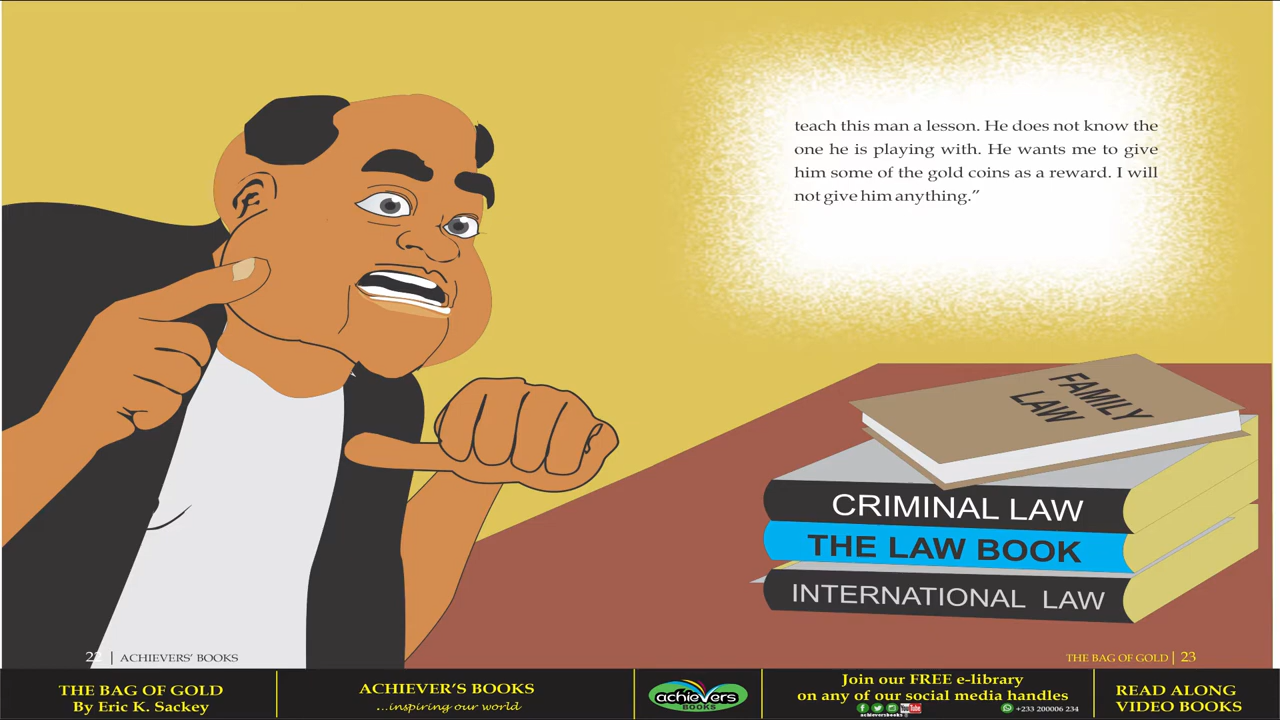 teach this man a lesson. He does not know the
one he is playing with. He wants me to give
him some of the gold coins as a reward. I will
not give him anything.”
FAMILY
LAW
CRIMINAL LAW
THE LAW BOOK
INTERNATIONAL LAW
22 | ACHIEVERS’ BOOKS
THE BAG OF GOLD | 23
THE BAG OF GOLD
By Eric K. Sackey
ACHIEVER’S BOOKS
...inspiring our world
achievers
BOOKS
Join our FREE e-library
on any of our social media handles
YouTube
+233 200006 234
achieversbooks
READ ALONG
VIDEO BOOKS